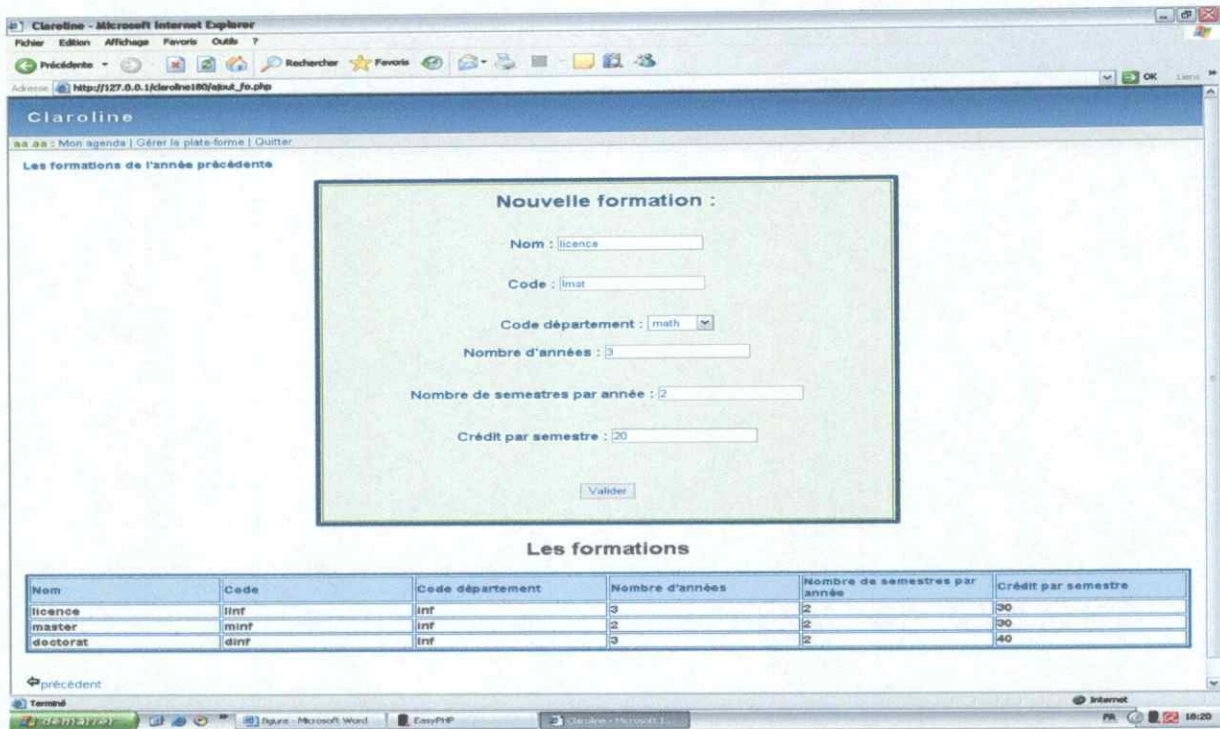 Claroline - Microsoft Internet Explorer
Fichier Edition Affichage Favoris Outils ?
Précédente Rechercher Favoris
Adresse http://127.0.0.1/claroline180/ajout_fo.php OK Liens
Claroline
aa aa : Mon agenda | Gérer la plate-forme | Quitter
Les formations de l'année précédente
Nouvelle formation :
Nom : licence
Code : lmat
Code département : math
Nombre d'années : 3
Nombre de semestres par année : 2
Crédit par semestre : 20
Valider
Les formations
Nom Code Code département Nombre d'années Nombre de semestres par année Crédit par semestre
licence linf inf 3 2 30
master minf inf 2 2 30
doctorat dinf inf 3 2 40
précédent
Terminé Internet
démarrer figure - Microsoft Word EasyPHP Claroline - Microsoft I... FR 18:20